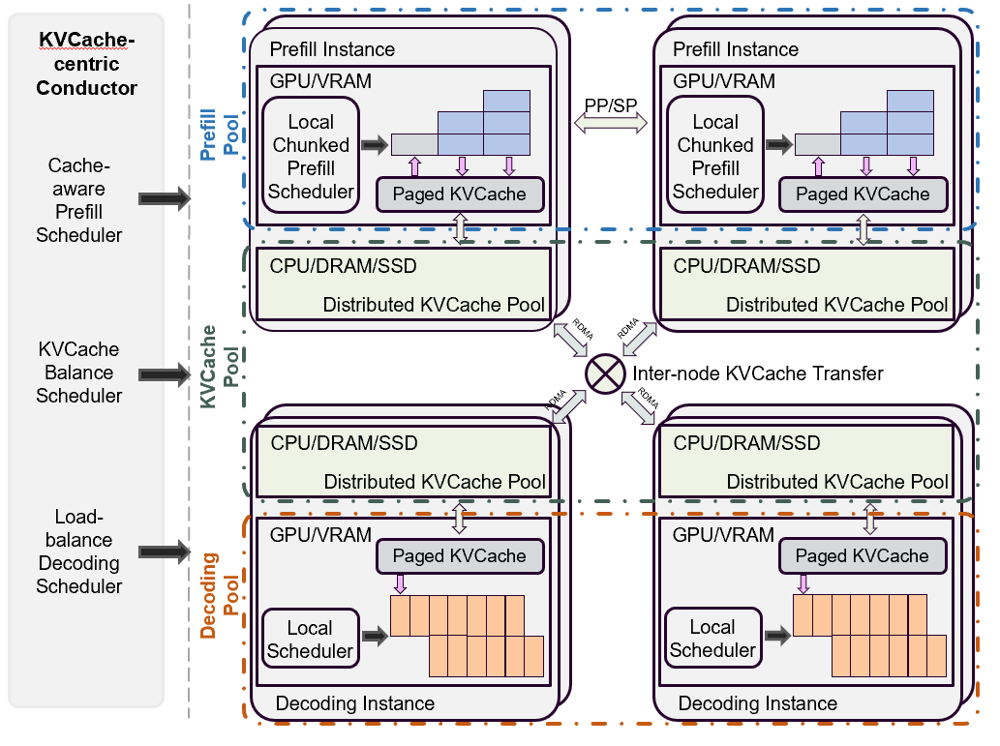 KVCache-
centric
Conductor
Cache-
aware
Prefill
Scheduler
KVCache
Balance
Scheduler
Load-
balance
Decoding
Scheduler
Prefill
Pool
KVCache
Pool
Decoding
Pool
Prefill Instance
GPU/VRAM
Local
Chunked
Prefill
Scheduler
Paged KVCache
CPU/DRAM/SSD
Distributed KVCache Pool
PP/SP
Prefill Instance
GPU/VRAM
Local
Chunked
Prefill
Scheduler
Paged KVCache
CPU/DRAM/SSD
Distributed KVCache Pool
RDMA
RDMA
Inter-node KVCache Transfer
RDMA
RDMA
CPU/DRAM/SSD
Distributed KVCache Pool
GPU/VRAM
Paged KVCache
Local
Scheduler
Decoding Instance
CPU/DRAM/SSD
Distributed KVCache Pool
GPU/VRAM
Paged KVCache
Local
Scheduler
Decoding Instance